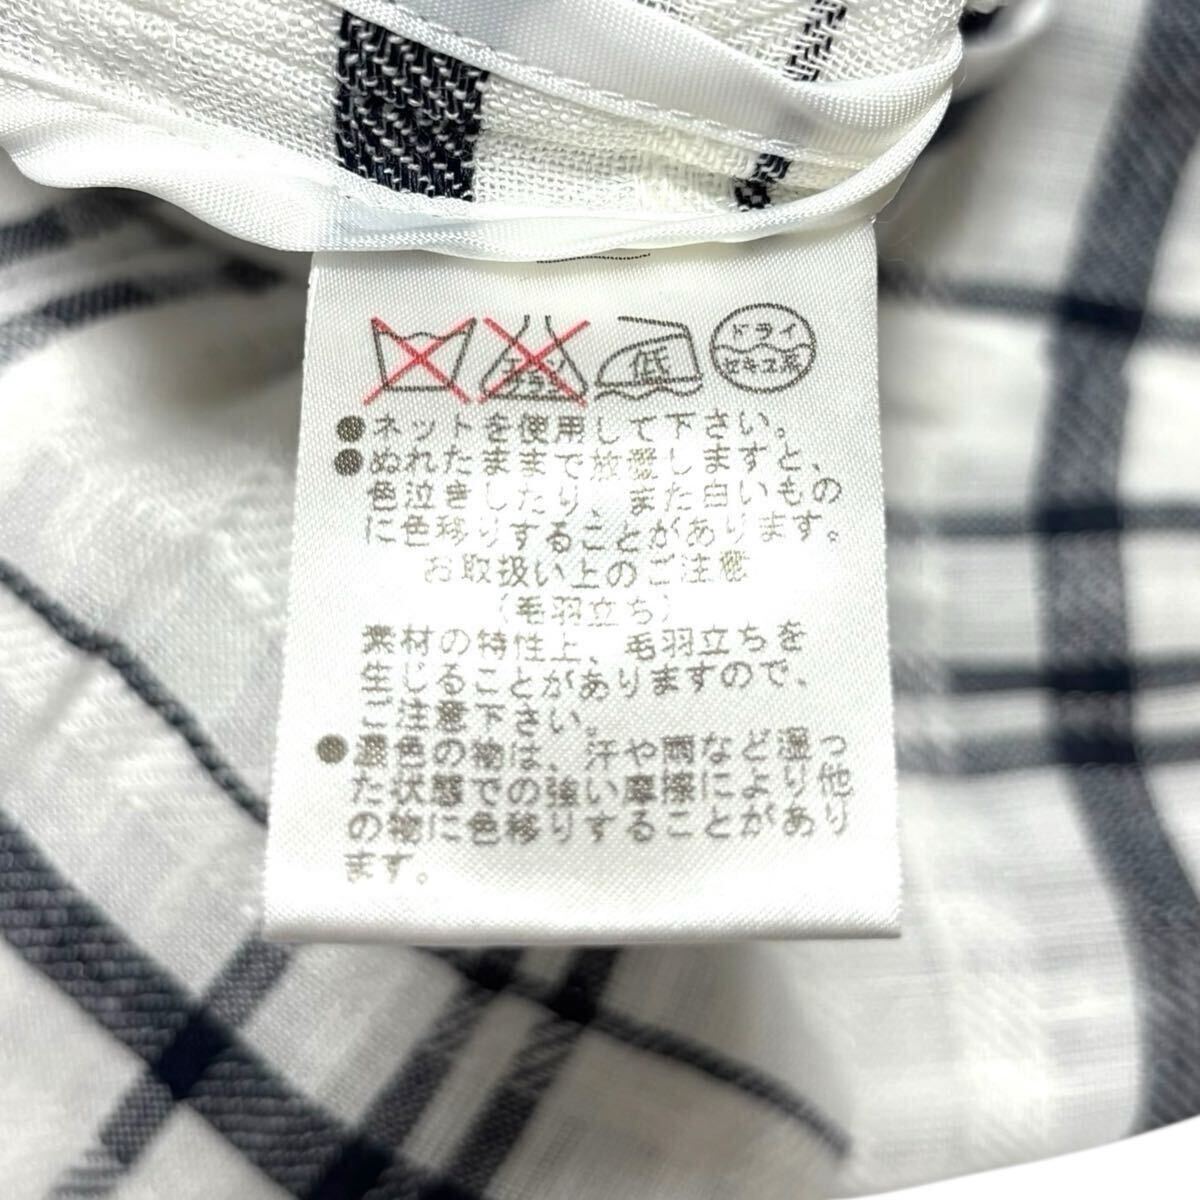 エンソ
サラシ
低
ドライ
セキユ系
●ネットを使用して下さい。
●ぬれたままで放置しますと、
色泣きしたり、また白いもの
に色移りすることがあります。
お取扱い上のご注意
(毛羽立ち)
素材の特性上、毛羽立ちを
生じることがありますので、
ご注意下さい。
●濃色の物は、汗や雨など湿っ
た状態での強い摩擦により他
の物に色移りすることがあり
ます。